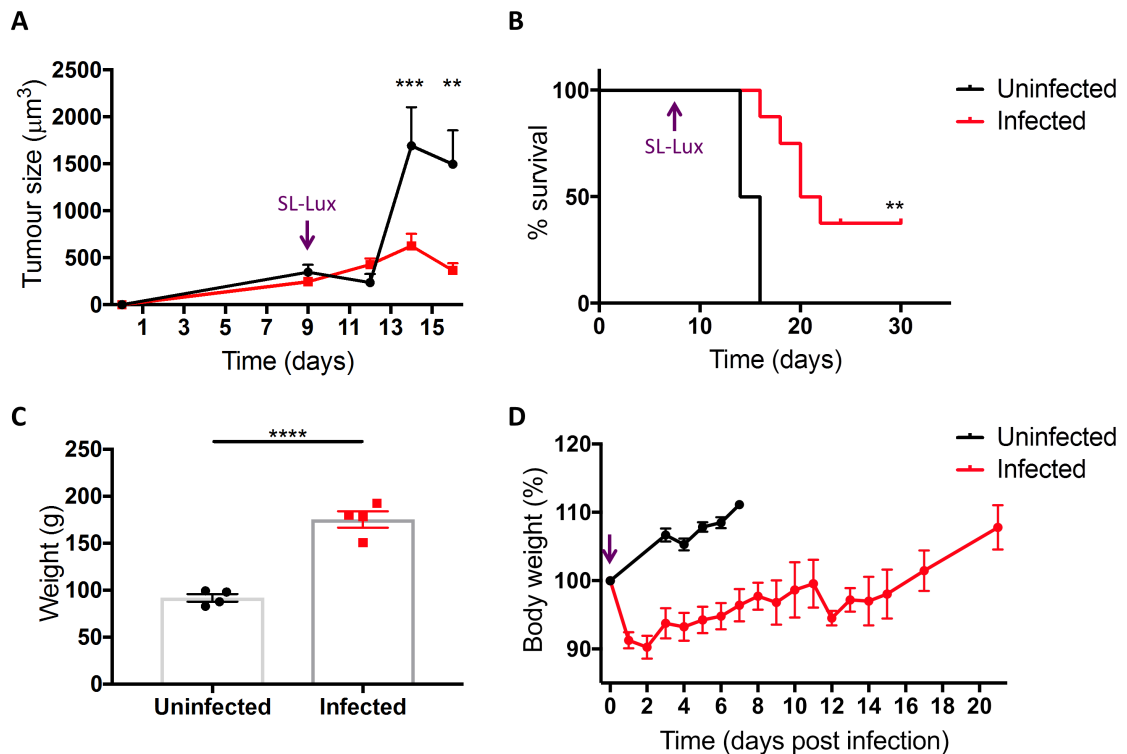 A
2500
2000
1500
1000
500
0
Tumour size (μm³)
SL-Lux
***
**
1 3 5 7 9 11 13 15
Time (days)
B
100
50
0
% survival
SL-Lux
**
0 10 20 30
Time (days)
Uninfected
Infected
C
250
200
150
100
50
0
Weight (g)
****
Uninfected Infected
D
120
110
100
90
Body weight (%)
Uninfected
Infected
0 2 4 6 8 10 12 14 16 18 20
Time (days post infection)